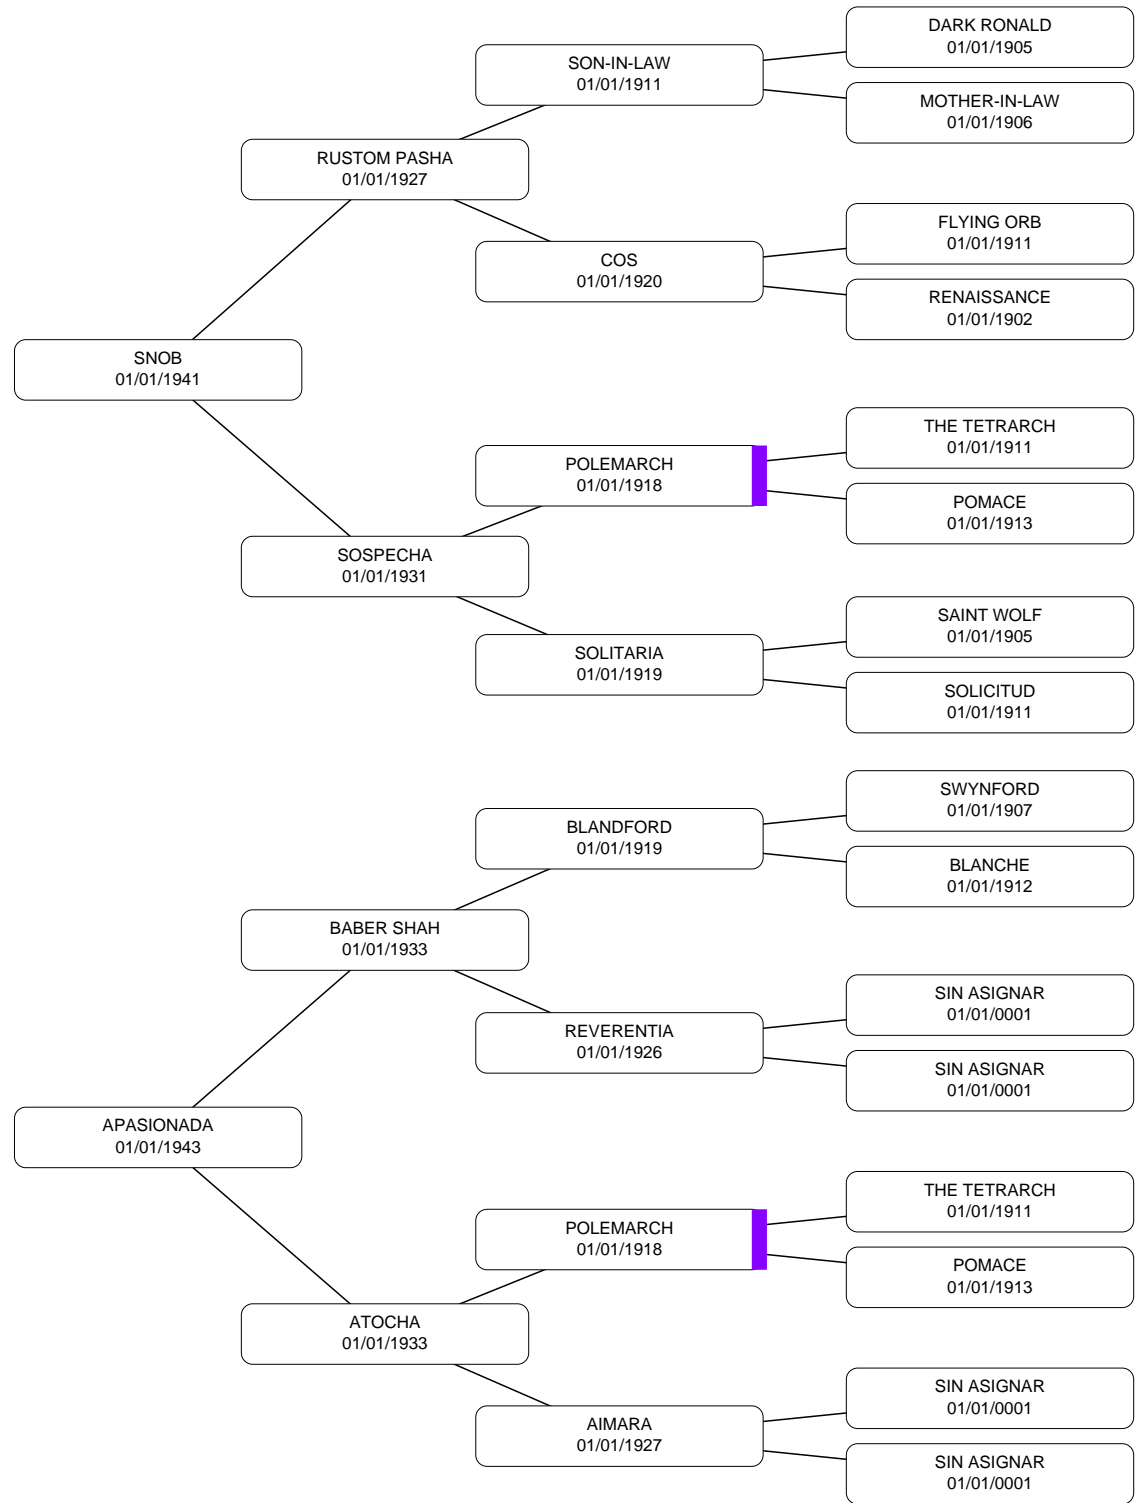 DARK RONALD
01/01/1905
SON-IN-LAW
01/01/1911
MOTHER-IN-LAW
01/01/1906
RUSTOM PASHA
01/01/1927
FLYING ORB
01/01/1911
COS
01/01/1920
RENAISSANCE
01/01/1902
SNOB
01/01/1941
THE TETRARCH
01/01/1911
POLEMARCH
01/01/1918
POMACE
01/01/1913
SOSPECHA
01/01/1931
SAINT WOLF
01/01/1905
SOLITARIA
01/01/1919
SOLICITUD
01/01/1911
SWYNFORD
01/01/1907
BLANDFORD
01/01/1919
BLANCHE
01/01/1912
BABER SHAH
01/01/1933
SIN ASIGNAR
01/01/0001
REVERENTIA
01/01/1926
SIN ASIGNAR
01/01/0001
APASIONADA
01/01/1943
THE TETRARCH
01/01/1911
POLEMARCH
01/01/1918
POMACE
01/01/1913
ATOCHA
01/01/1933
SIN ASIGNAR
01/01/0001
AIMARA
01/01/1927
SIN ASIGNAR
01/01/0001